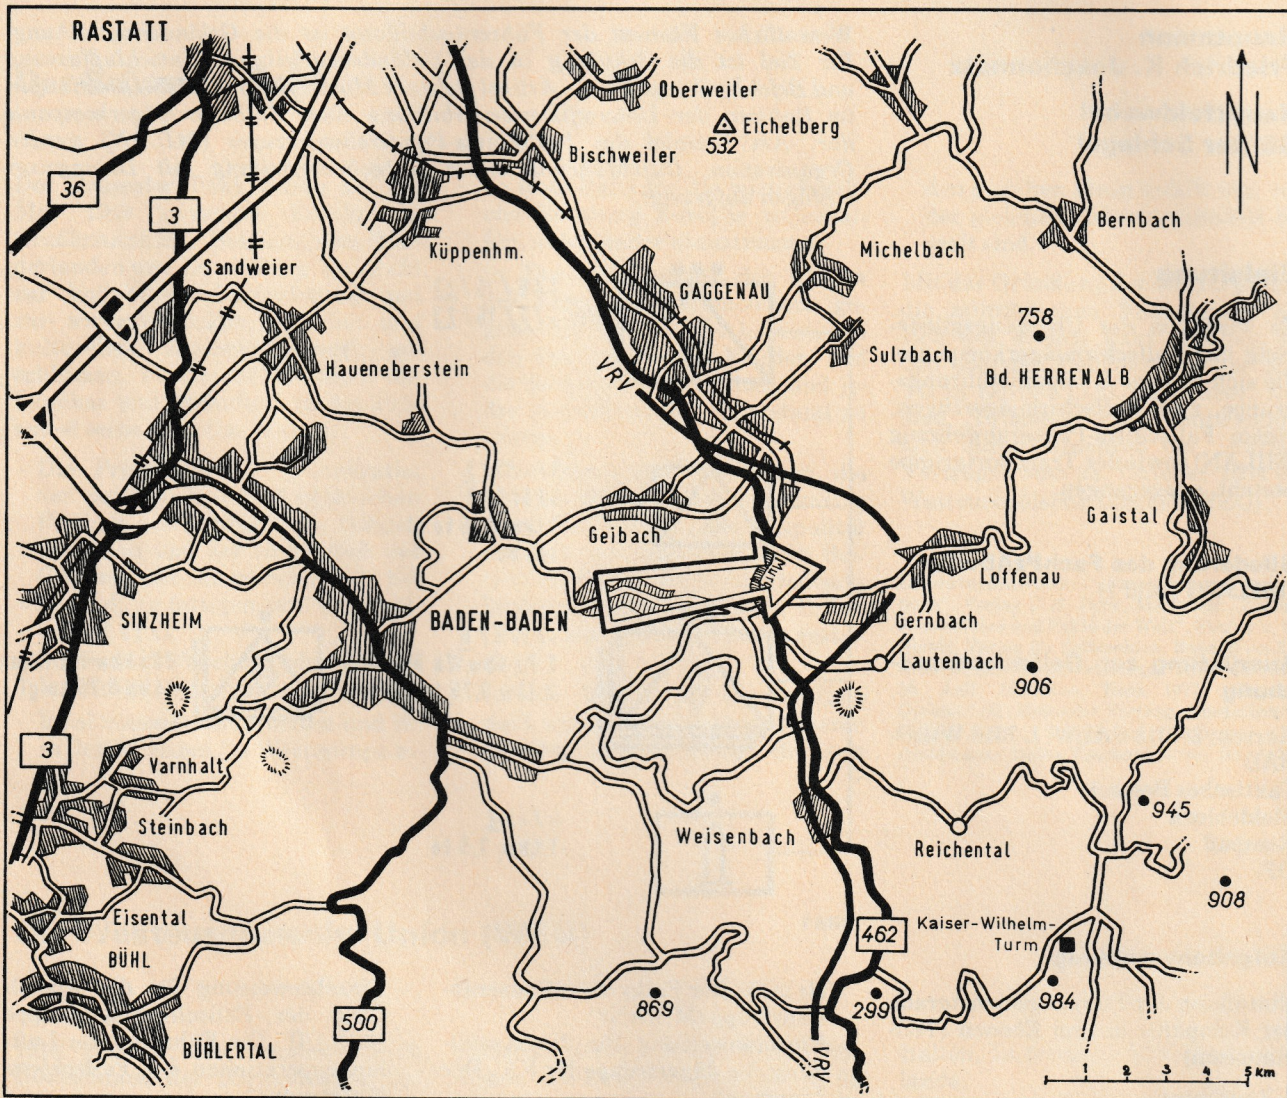 RASTATT
Oberweiler
Eichelberg
532
Bischweiler
36
3
N
Bernbach
Küppenhm.
Michelbach
Sandweier
GAGGENAU
758
Sulzbach
VRV
Haueneberstein
Bd. HERRENALB
Gaistal
Geibach
Murg
Loffenau
SINZHEIM
BADEN-BADEN
Gernbach
Lautenbach
906
3
Varnhalt
945
Steinbach
Weisenbach
Reichental
908
Eisental
Kaiser-Wilhelm-
Turm
462
BÜHL
984
869
299
500
BÜHLERTAL
VRV
1 2 3 4 5 Km